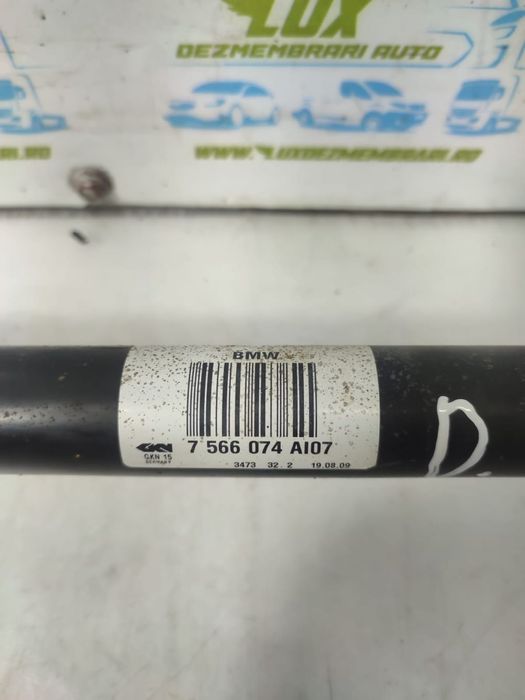 LUX
DEZMEMBRARI AUTO
WWW.LUXDEZMEMBRARI.RO
BMW
7 566 074 AI07
GKN 15
GERMANY
3473 32.2 19.08.09
D.